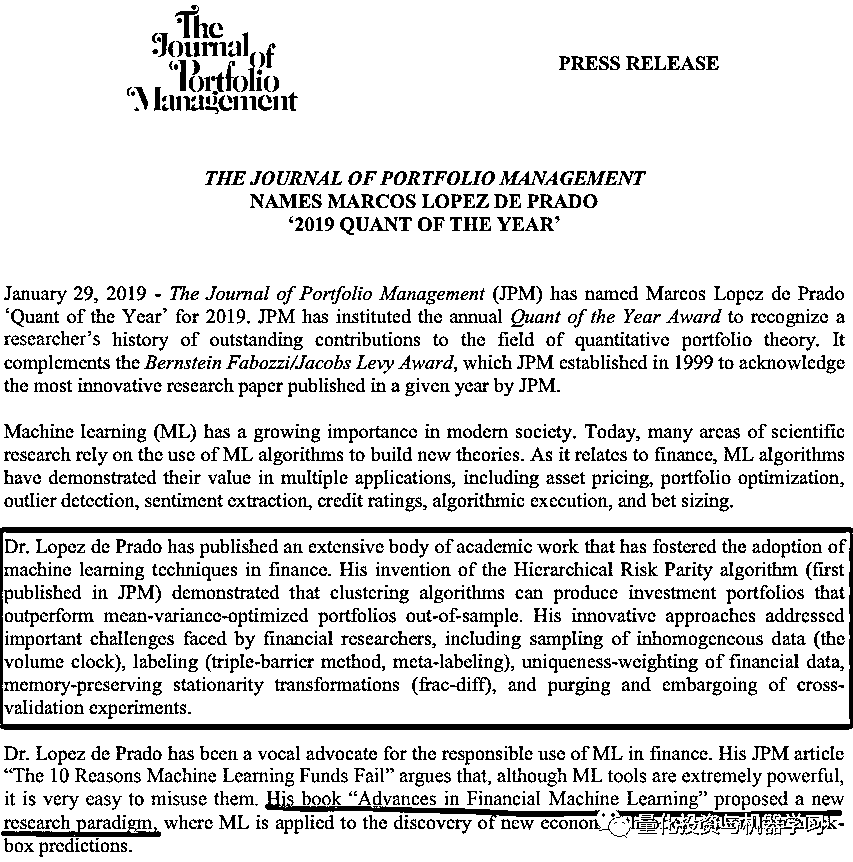 The
Journal
of
Portfolio
Management
PRESS RELEASE
THE JOURNAL OF PORTFOLIO MANAGEMENT
NAMES MARCOS LOPEZ DE PRADO
‘2019 QUANT OF THE YEAR’
January 29, 2019 - The Journal of Portfolio Management (JPM) has named Marcos Lopez de Prado
‘Quant of the Year’ for 2019. JPM has instituted the annual Quant of the Year Award to recognize a
researcher’s history of outstanding contributions to the field of quantitative portfolio theory. It
complements the Bernstein Fabozzi/Jacobs Levy Award, which JPM established in 1999 to acknowledge
the most innovative research paper published in a given year by JPM.
Machine learning (ML) has a growing importance in modern society. Today, many areas of scientific
research rely on the use of ML algorithms to build new theories. As it relates to finance, ML algorithms
have demonstrated their value in multiple applications, including asset pricing, portfolio optimization,
outlier detection, sentiment extraction, credit ratings, algorithmic execution, and bet sizing.
Dr. Lopez de Prado has published an extensive body of academic work that has fostered the adoption of
machine learning techniques in finance. His invention of the Hierarchical Risk Parity algorithm (first
published in JPM) demonstrated that clustering algorithms can produce investment portfolios that
outperform mean-variance-optimized portfolios out-of-sample. His innovative approaches addressed
important challenges faced by financial researchers, including sampling of inhomogeneous data (the
volume clock), labeling (triple-barrier method, meta-labeling), uniqueness-weighting of financial data,
memory-preserving stationarity transformations (frac-diff), and purging and embargoing of cross-
validation experiments.
Dr. Lopez de Prado has been a vocal advocate for the responsible use of ML in finance. His JPM article
“The 10 Reasons Machine Learning Funds Fail” argues that, although ML tools are extremely powerful,
it is very easy to misuse them. His book “Advances in Financial Machine Learning” proposed a new
research paradigm, where ML is applied to the discovery of new econom
量化投资与机器学习
box predictions.